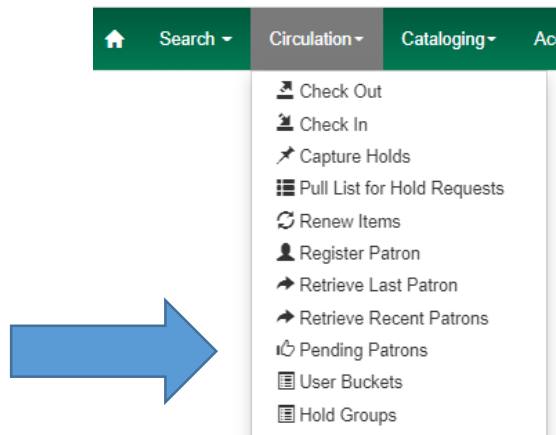 Search Circulation Cataloging Ac
Check Out
Check In
Capture Holds
Pull List for Hold Requests
Renew Items
Register Patron
Retrieve Last Patron
Retrieve Recent Patrons
Pending Patrons
User Buckets
Hold Groups